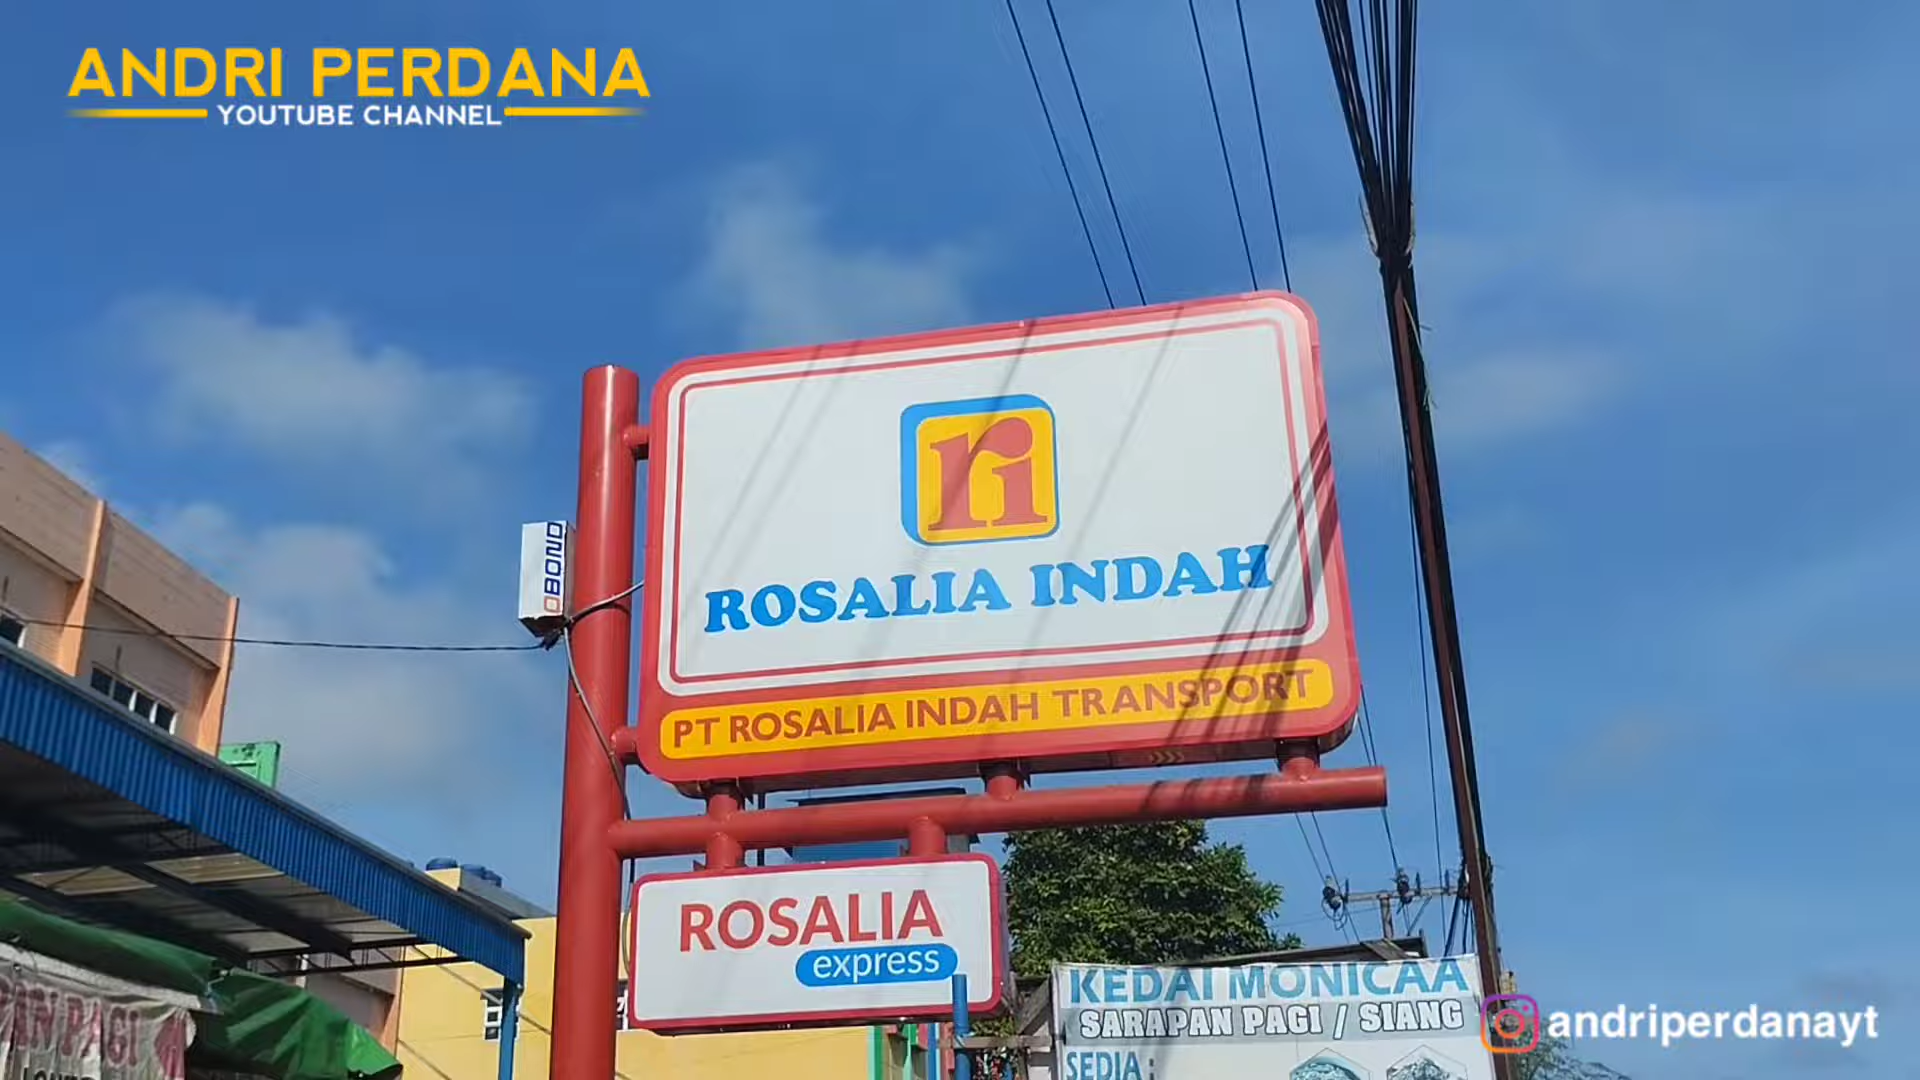 ANDRI PERDANA
YOUTUBE CHANNEL
BOND
ri
ROSALIA INDAH
PT ROSALIA INDAH TRANSPORT
ROSALIA
express
KEDAI MONICAA
SARAPAN PAGI / SIANG
SEDIA :
PAGI
andriperdanayt